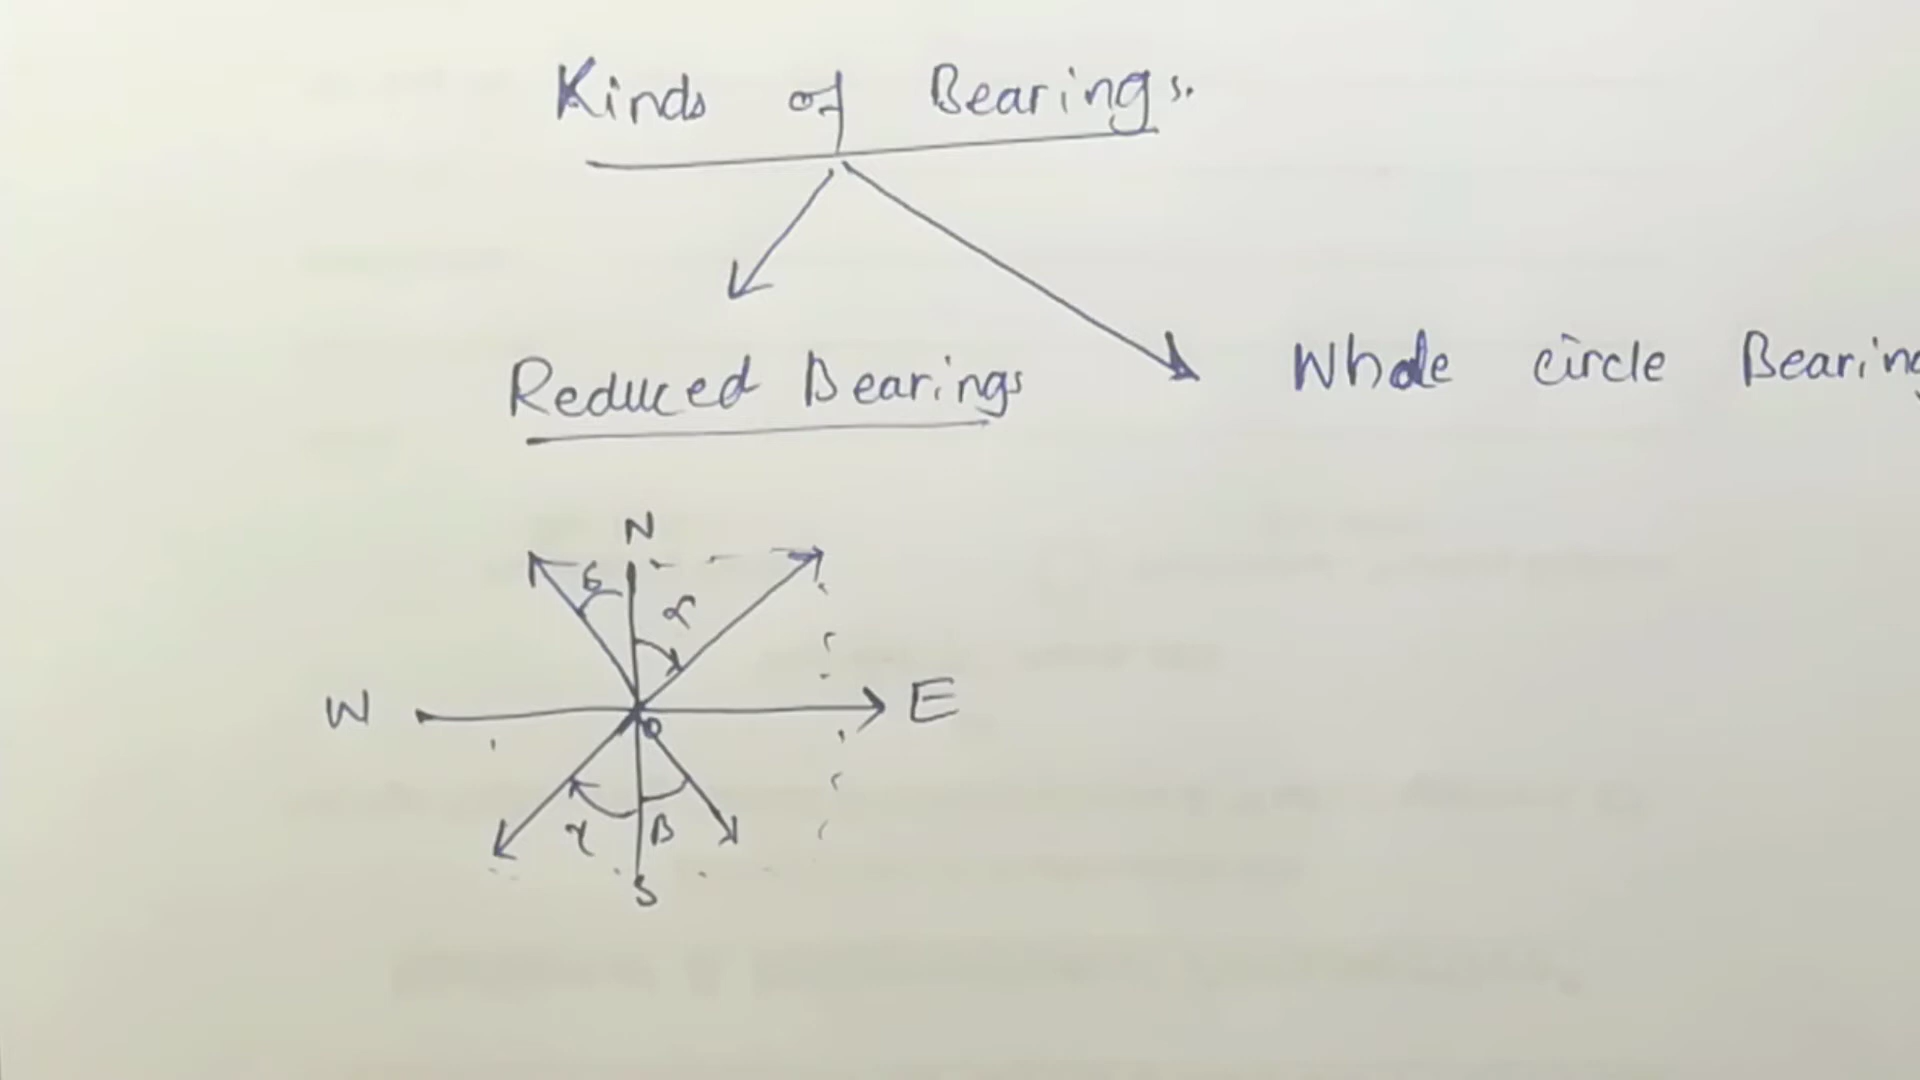 Kinds of Bearings.
Reduced Bearings
Whole circle Bearing
N
α
W
E
O
γ β
S